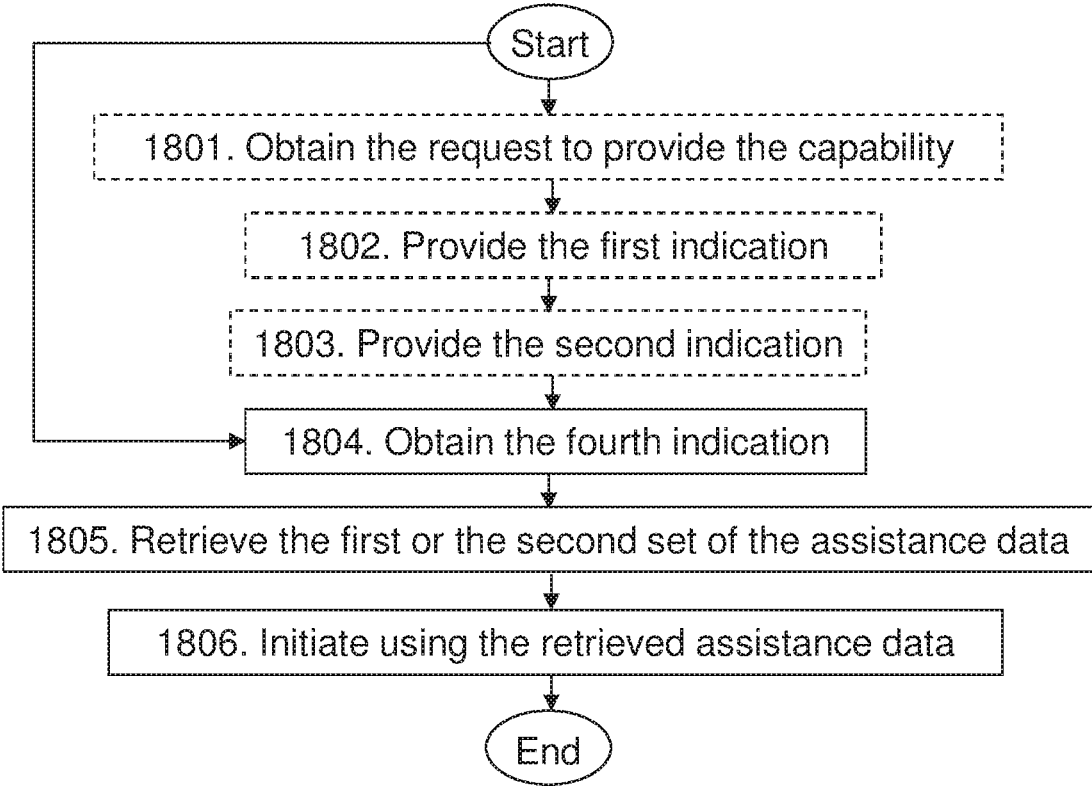 Start
1801. Obtain the request to provide the capability
1802. Provide the first indication
1803. Provide the second indication
1804. Obtain the fourth indication
1805. Retrieve the first or the second set of the assistance data
1806. Initiate using the retrieved assistance data
End